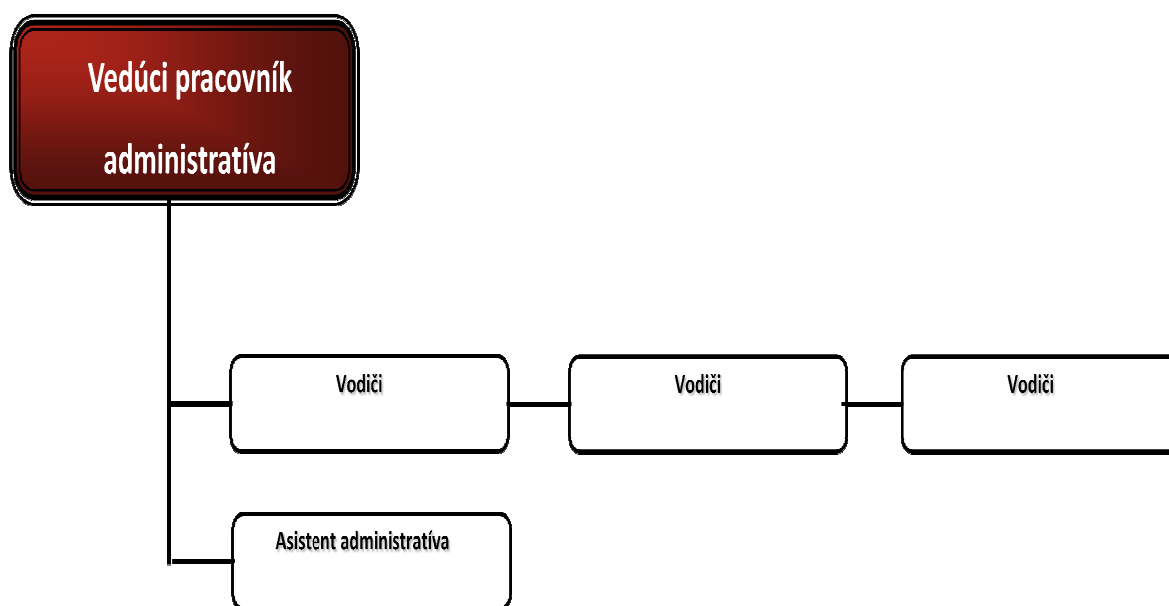 Vedúci pracovník
administratíva
Vodiči
Vodiči
Vodiči
Asistent administratíva